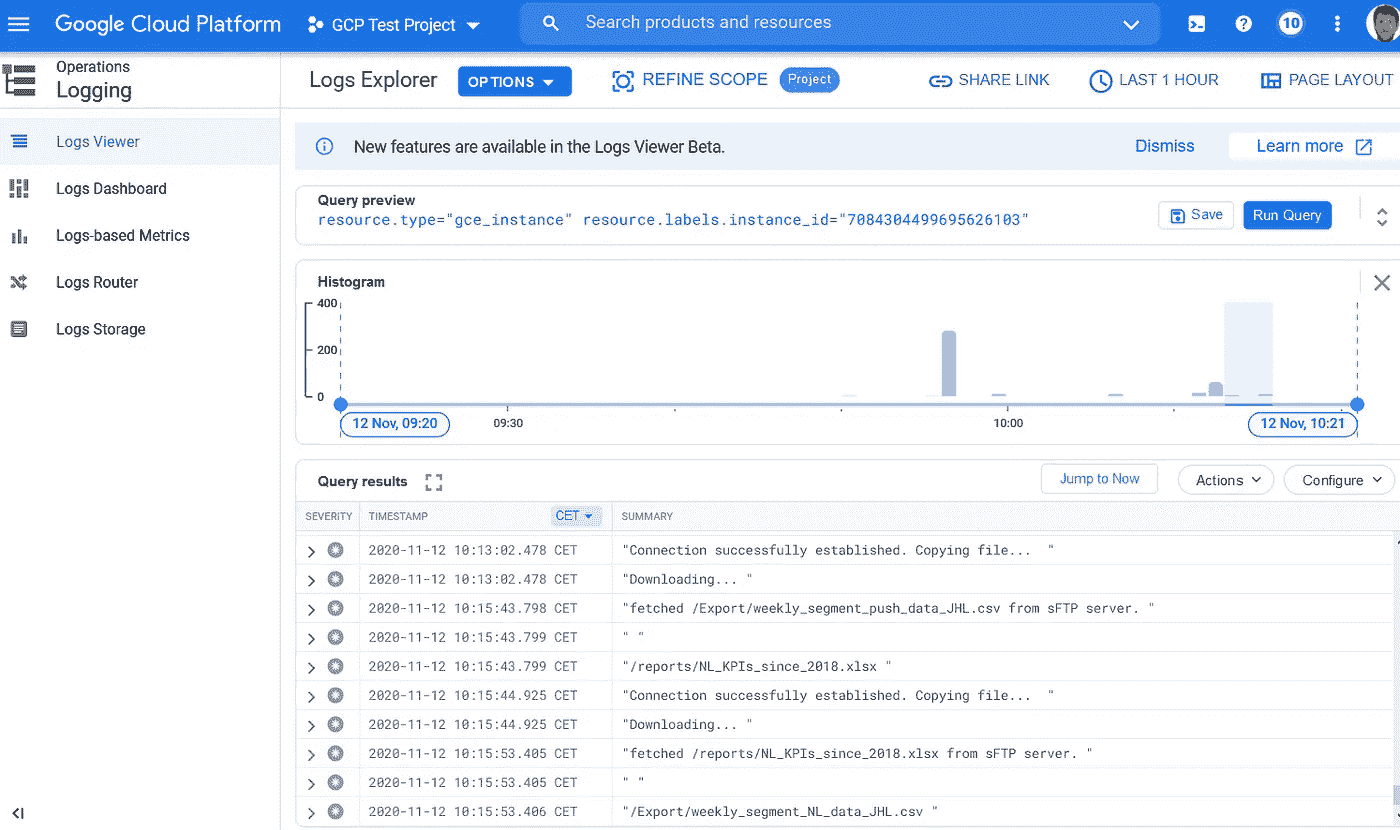 Google Cloud Platform
GCP Test Project
Search products and resources
10
Operations
Logging
Logs Explorer
OPTIONS
REFINE SCOPE
Project
SHARE LINK
LAST 1 HOUR
PAGE LAYOUT
Logs Viewer
Logs Dashboard
Logs-based Metrics
Logs Router
Logs Storage
New features are available in the Logs Viewer Beta.
Dismiss
Learn more
Query preview
resource.type="gce_instance" resource.labels.instance_id="7084304499695626103"
Save
Run Query
Histogram
400
200
0
12 Nov, 09:20
09:30
10:00
12 Nov, 10:21
Query results
Jump to Now
Actions
Configure
SEVERITY TIMESTAMP CET SUMMARY
2020-11-12 10:13:02.478 CET "Connection successfully established. Copying file... "
2020-11-12 10:13:02.478 CET "Downloading... "
2020-11-12 10:15:43.798 CET "fetched /Export/weekly_segment_push_data_JHL.csv from sFTP server. "
2020-11-12 10:15:43.799 CET " "
2020-11-12 10:15:43.799 CET "/reports/NL_KPIs_since_2018.xlsx "
2020-11-12 10:15:44.925 CET "Connection successfully established. Copying file... "
2020-11-12 10:15:44.925 CET "Downloading... "
2020-11-12 10:15:53.405 CET "fetched /reports/NL_KPIs_since_2018.xlsx from sFTP server. "
2020-11-12 10:15:53.405 CET " "
2020-11-12 10:15:53.406 CET "/Export/weekly_segment_NL_data_JHL.csv "